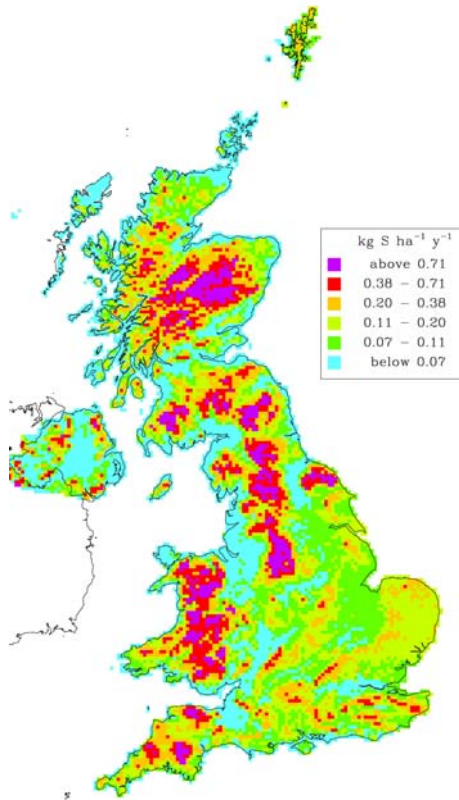 kg S ha⁻¹ y⁻¹
above 0.71
0.38 – 0.71
0.20 – 0.38
0.11 – 0.20
0.07 – 0.11
below 0.07